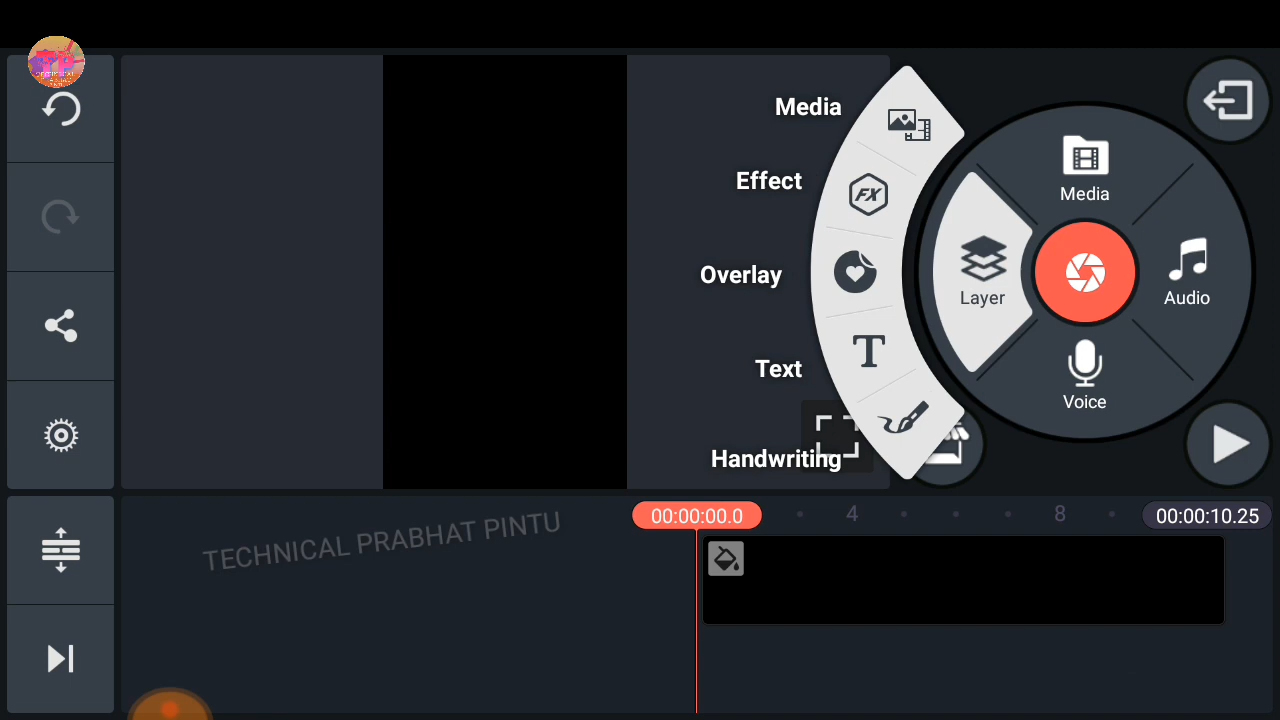 Media
Effect
Overlay
Text
Handwriting
FX
T
Media
Layer
Audio
Voice
TECHNICAL PRABHAT PINTU
00:00:00.0
4
8
00:00:10.25